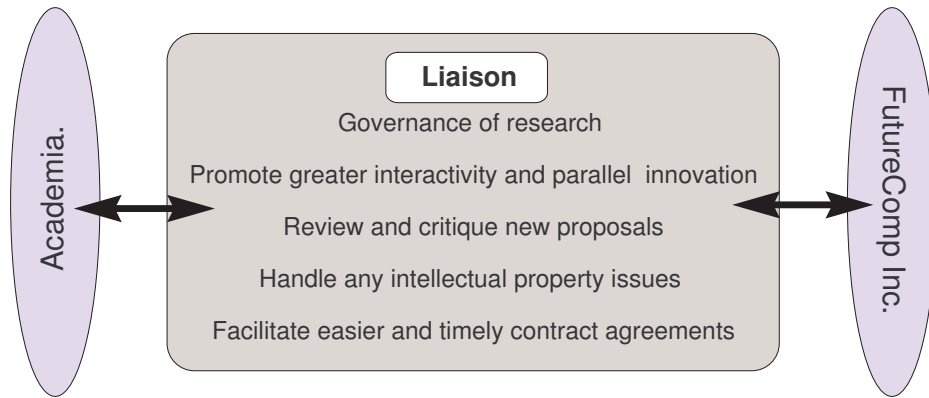 Academia.
Liaison
Governance of research
Promote greater interactivity and parallel innovation
Review and critique new proposals
Handle any intellectual property issues
Facilitate easier and timely contract agreements
FutureComp Inc.